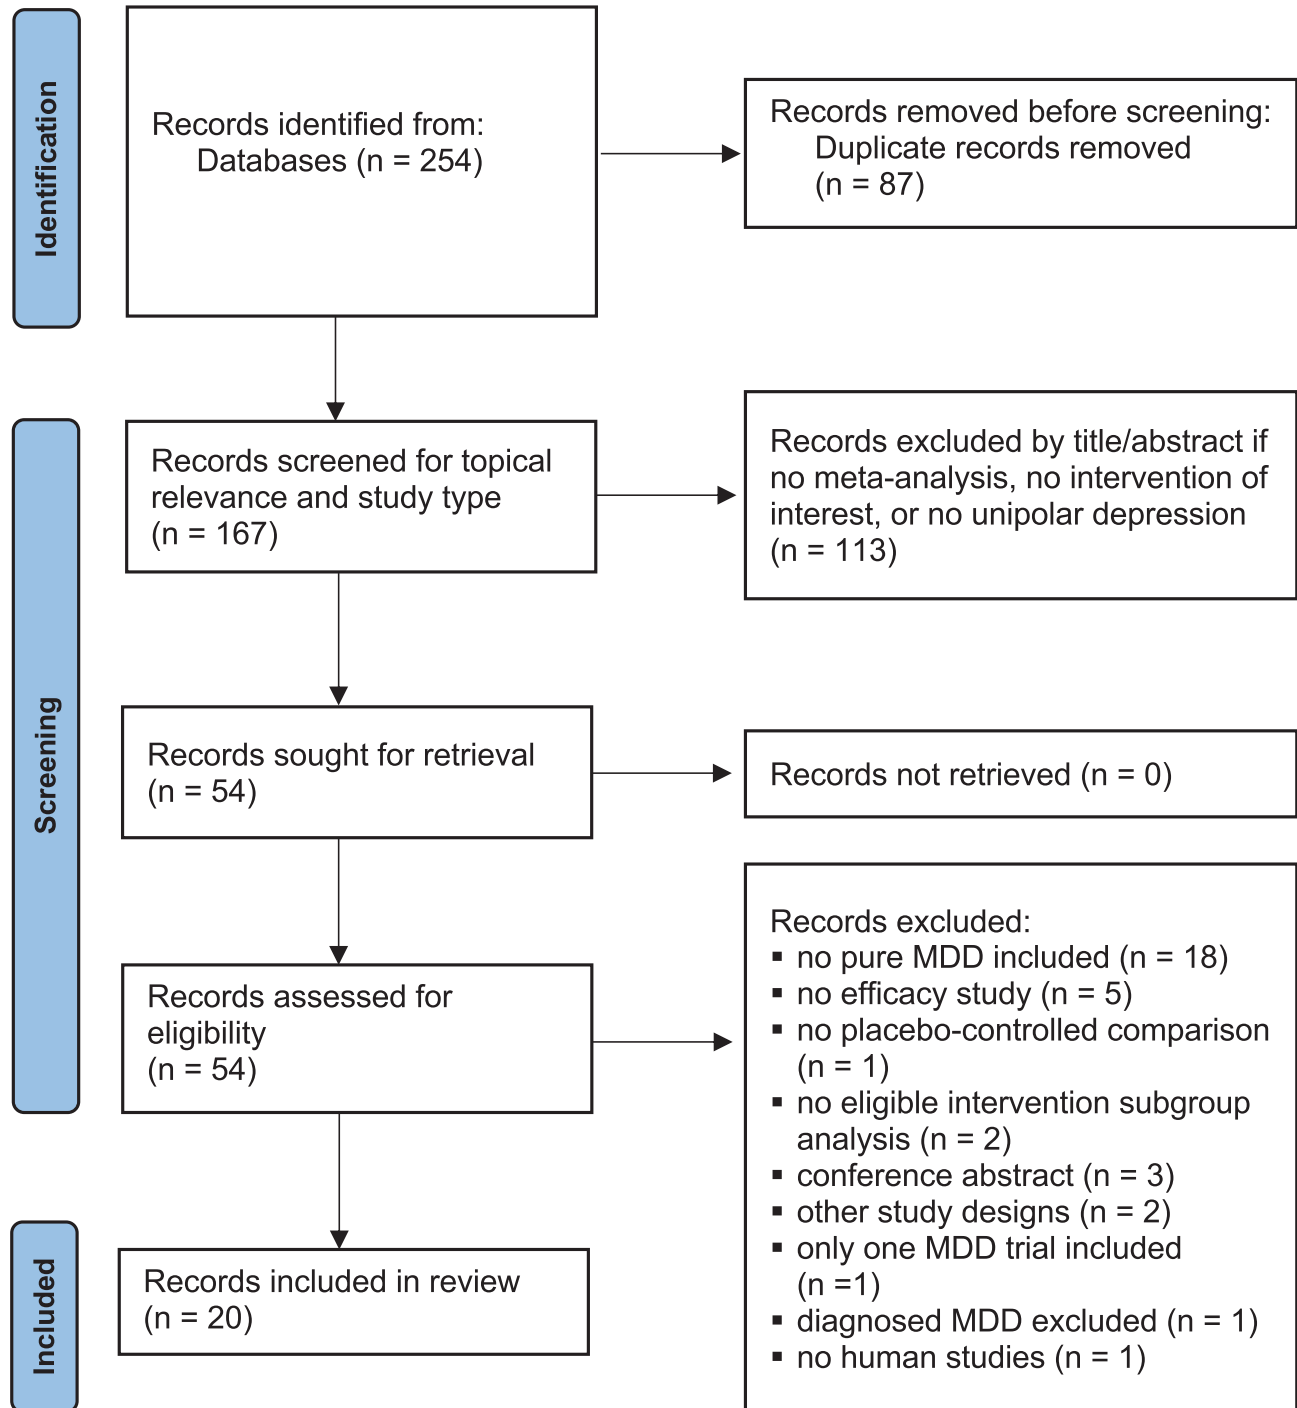 Identification
Records identified from:
Databases (n = 254)
Records removed before screening:
Duplicate records removed
(n = 87)
Screening
Records screened for topical
relevance and study type
(n = 167)
Records excluded by title/abstract if
no meta-analysis, no intervention of
interest, or no unipolar depression
(n = 113)
Records sought for retrieval
(n = 54)
Records not retrieved (n = 0)
Records assessed for
eligibility
(n = 54)
Records excluded:
▪ no pure MDD included (n = 18)
▪ no efficacy study (n = 5)
▪ no placebo-controlled comparison
(n = 1)
▪ no eligible intervention subgroup
analysis (n = 2)
▪ conference abstract (n = 3)
▪ other study designs (n = 2)
▪ only one MDD trial included
(n =1)
▪ diagnosed MDD excluded (n = 1)
▪ no human studies (n = 1)
Included
Records included in review
(n = 20)